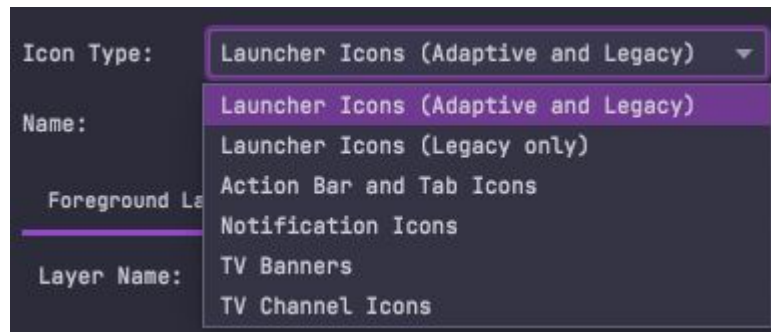 Icon Type: Launcher Icons (Adaptive and Legacy)
Launcher Icons (Adaptive and Legacy)
Name:
Launcher Icons (Legacy only)
Action Bar and Tab Icons
Foreground La
Notification Icons
TV Banners
Layer Name:
TV Channel Icons